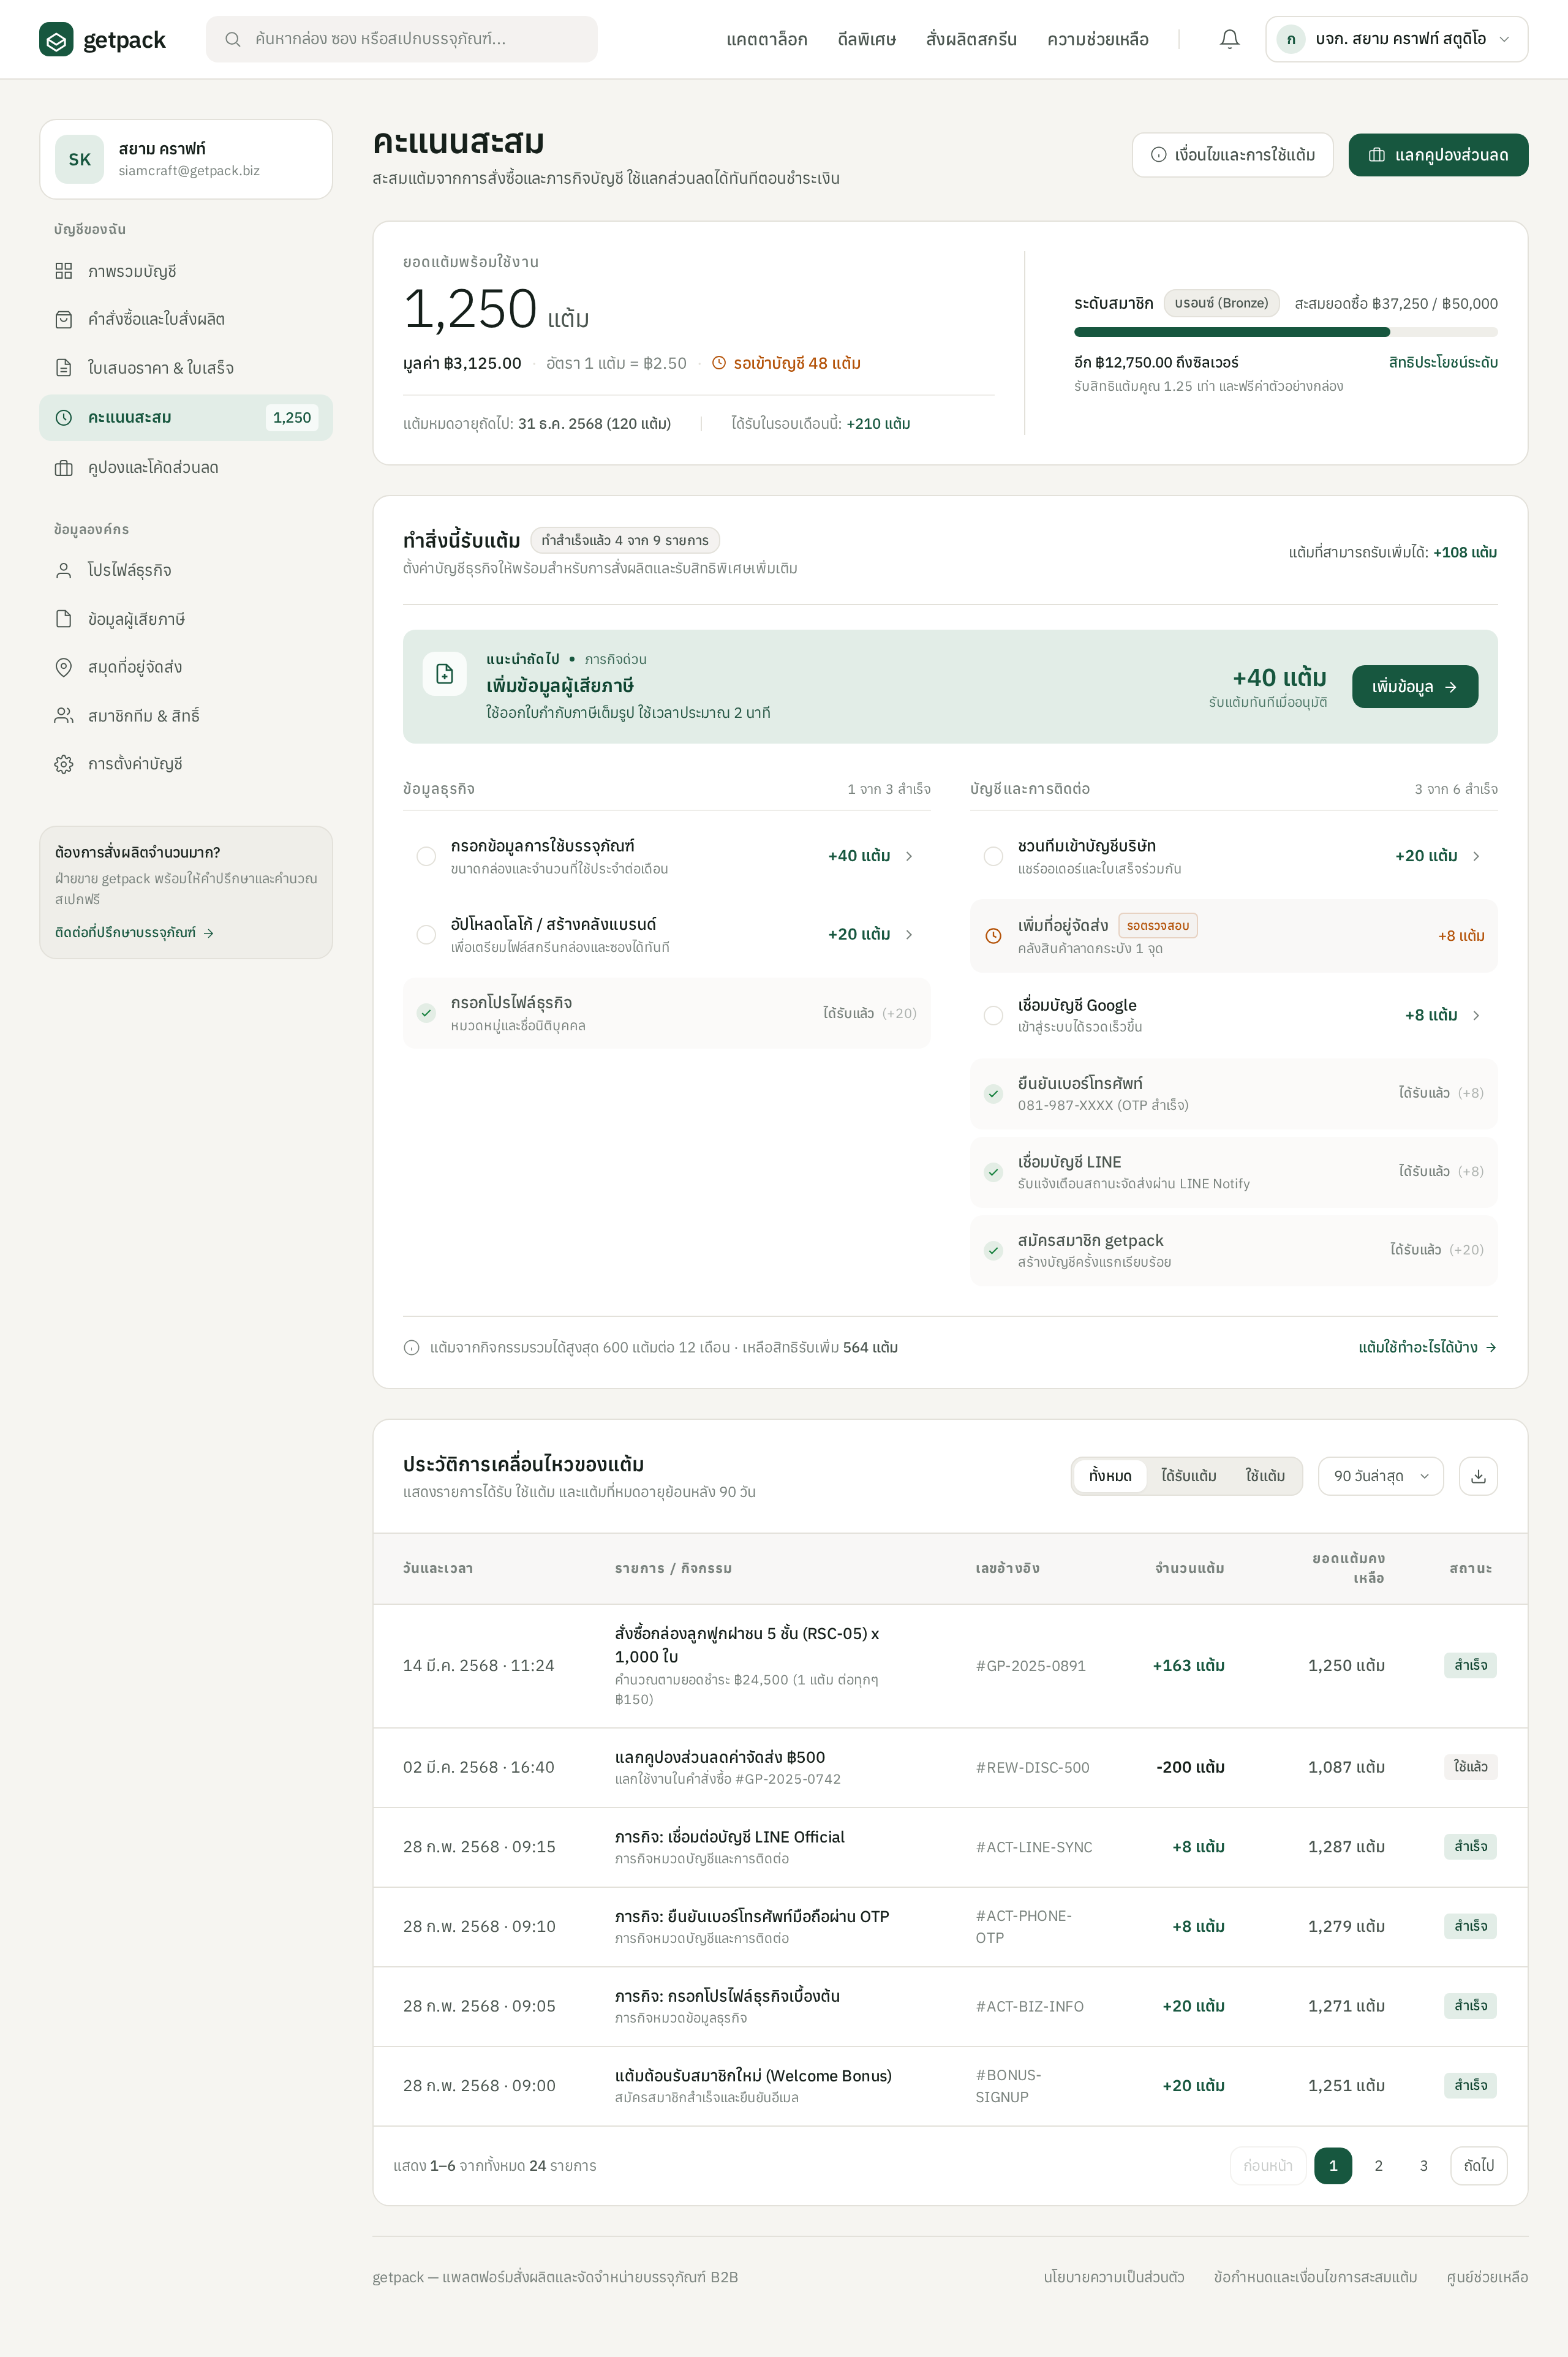 getpack
ค้นหากล่อง ซอง หรือสเปกบรรจุภัณฑ์...
แคตตาล็อก
ดีลพิเศษ
สั่งผลิตสกรีน
ความช่วยเหลือ
ก
บจก. สยาม คราฟท์ สตูดิโอ
SK
สยาม คราฟท์
siamcraft@getpack.biz
บัญชีของฉัน
ภาพรวมบัญชี
คำสั่งซื้อและใบสั่งผลิต
ใบเสนอราคา & ใบเสร็จ
คะแนนสะสม
1,250
คูปองและโค้ดส่วนลด
ข้อมูลองค์กร
โปรไฟล์ธุรกิจ
ข้อมูลผู้เสียภาษี
สมุดที่อยู่จัดส่ง
สมาชิกทีม & สิทธิ์
การตั้งค่าบัญชี
ต้องการสั่งผลิตจำนวนมาก?
ฝ่ายขาย getpack พร้อมให้คำปรึกษาและคำนวณ
สเปกฟรี
ติดต่อที่ปรึกษาบรรจุภัณฑ์ →
คะแนนสะสม
สะสมแต้มจากการสั่งซื้อและภารกิจบัญชี ใช้แลกส่วนลดได้ทันทีตอนชำระเงิน
เงื่อนไขและการใช้แต้ม
แลกคูปองส่วนลด
ยอดแต้มพร้อมใช้งาน
1,250 แต้ม
มูลค่า ฿3,125.00 · อัตรา 1 แต้ม = ฿2.50 · รอเข้าบัญชี 48 แต้ม
แต้มหมดอายุถัดไป: 31 ธ.ค. 2568 (120 แต้ม)
ได้รับในรอบเดือนนี้: +210 แต้ม
ระดับสมาชิก
บรอนซ์ (Bronze)
สะสมยอดซื้อ ฿37,250 / ฿50,000
อีก ฿12,750.00 ถึงซิลเวอร์
สิทธิประโยชน์ระดับ
รับสิทธิแต้มคูณ 1.25 เท่า และฟรีค่าตัวอย่างกล่อง
ทำสิ่งนี้รับแต้ม
ทำสำเร็จแล้ว 4 จาก 9 รายการ
ตั้งค่าบัญชีธุรกิจให้พร้อมสำหรับการสั่งผลิตและรับสิทธิพิเศษเพิ่มเติม
แต้มที่สามารถรับเพิ่มได้: +108 แต้ม
แนะนำถัดไป • ภารกิจด่วน
เพิ่มข้อมูลผู้เสียภาษี
ใช้ออกใบกำกับภาษีเต็มรูป ใช้เวลาประมาณ 2 นาที
+40 แต้ม
รับแต้มทันทีเมื่ออนุมัติ
เพิ่มข้อมูล →
ข้อมูลธุรกิจ
1 จาก 3 สำเร็จ
กรอกข้อมูลการใช้บรรจุภัณฑ์
ขนาดกล่องและจำนวนที่ใช้ประจำต่อเดือน
+40 แต้ม
อัปโหลดโลโก้ / สร้างคลังแบรนด์
เพื่อเตรียมไฟล์สกรีนกล่องและซองได้ทันที
+20 แต้ม
กรอกโปรไฟล์ธุรกิจ
หมวดหมู่และชื่อนิติบุคคล
ได้รับแล้ว (+20)
บัญชีและการติดต่อ
3 จาก 6 สำเร็จ
ชวนทีมเข้าบัญชีบริษัท
แชร์ออเดอร์และใบเสร็จร่วมกัน
+20 แต้ม
เพิ่มที่อยู่จัดส่ง
รอตรวจสอบ
คลังสินค้าลาดกระบัง 1 จุด
+8 แต้ม
เชื่อมบัญชี Google
เข้าสู่ระบบได้รวดเร็วขึ้น
+8 แต้ม
ยืนยันเบอร์โทรศัพท์
081-987-XXXX (OTP สำเร็จ)
ได้รับแล้ว (+8)
เชื่อมบัญชี LINE
รับแจ้งเตือนสถานะจัดส่งผ่าน LINE Notify
ได้รับแล้ว (+8)
สมัครสมาชิก getpack
สร้างบัญชีครั้งแรกเรียบร้อย
ได้รับแล้ว (+20)
แต้มจากกิจกรรมรวมได้สูงสุด 600 แต้มต่อ 12 เดือน · เหลือสิทธิรับเพิ่ม 564 แต้ม
แต้มใช้ทำอะไรได้บ้าง →
ประวัติการเคลื่อนไหวของแต้ม
แสดงรายการได้รับ ใช้แต้ม และแต้มที่หมดอายุย้อนหลัง 90 วัน
ทั้งหมด
ได้รับแต้ม
ใช้แต้ม
90 วันล่าสุด
วันและเวลา
รายการ / กิจกรรม
เลขอ้างอิง
จำนวนแต้ม
ยอดแต้มคง
เหลือ
สถานะ
14 มี.ค. 2568 · 11:24
สั่งซื้อกล่องลูกฟูกฝาชน 5 ชั้น (RSC-05) x
1,000 ใบ
คำนวณตามยอดชำระ ฿24,500 (1 แต้ม ต่อทุกๆ
฿150)
#GP-2025-0891
+163 แต้ม
1,250 แต้ม
สำเร็จ
02 มี.ค. 2568 · 16:40
แลกคูปองส่วนลดค่าจัดส่ง ฿500
แลกใช้งานในคำสั่งซื้อ #GP-2025-0742
#REW-DISC-500
-200 แต้ม
1,087 แต้ม
ใช้แล้ว
28 ก.พ. 2568 · 09:15
ภารกิจ: เชื่อมต่อบัญชี LINE Official
ภารกิจหมวดบัญชีและการติดต่อ
#ACT-LINE-SYNC
+8 แต้ม
1,287 แต้ม
สำเร็จ
28 ก.พ. 2568 · 09:10
ภารกิจ: ยืนยันเบอร์โทรศัพท์มือถือผ่าน OTP
ภารกิจหมวดบัญชีและการติดต่อ
#ACT-PHONE-
OTP
+8 แต้ม
1,279 แต้ม
สำเร็จ
28 ก.พ. 2568 · 09:05
ภารกิจ: กรอกโปรไฟล์ธุรกิจเบื้องต้น
ภารกิจหมวดข้อมูลธุรกิจ
#ACT-BIZ-INFO
+20 แต้ม
1,271 แต้ม
สำเร็จ
28 ก.พ. 2568 · 09:00
แต้มต้อนรับสมาชิกใหม่ (Welcome Bonus)
สมัครสมาชิกสำเร็จและยืนยันอีเมล
#BONUS-
SIGNUP
+20 แต้ม
1,251 แต้ม
สำเร็จ
แสดง 1–6 จากทั้งหมด 24 รายการ
ก่อนหน้า
1
2
3
ถัดไป
getpack — แพลตฟอร์มสั่งผลิตและจัดจำหน่ายบรรจุภัณฑ์ B2B
นโยบายความเป็นส่วนตัว
ข้อกำหนดและเงื่อนไขการสะสมแต้ม
ศูนย์ช่วยเหลือ